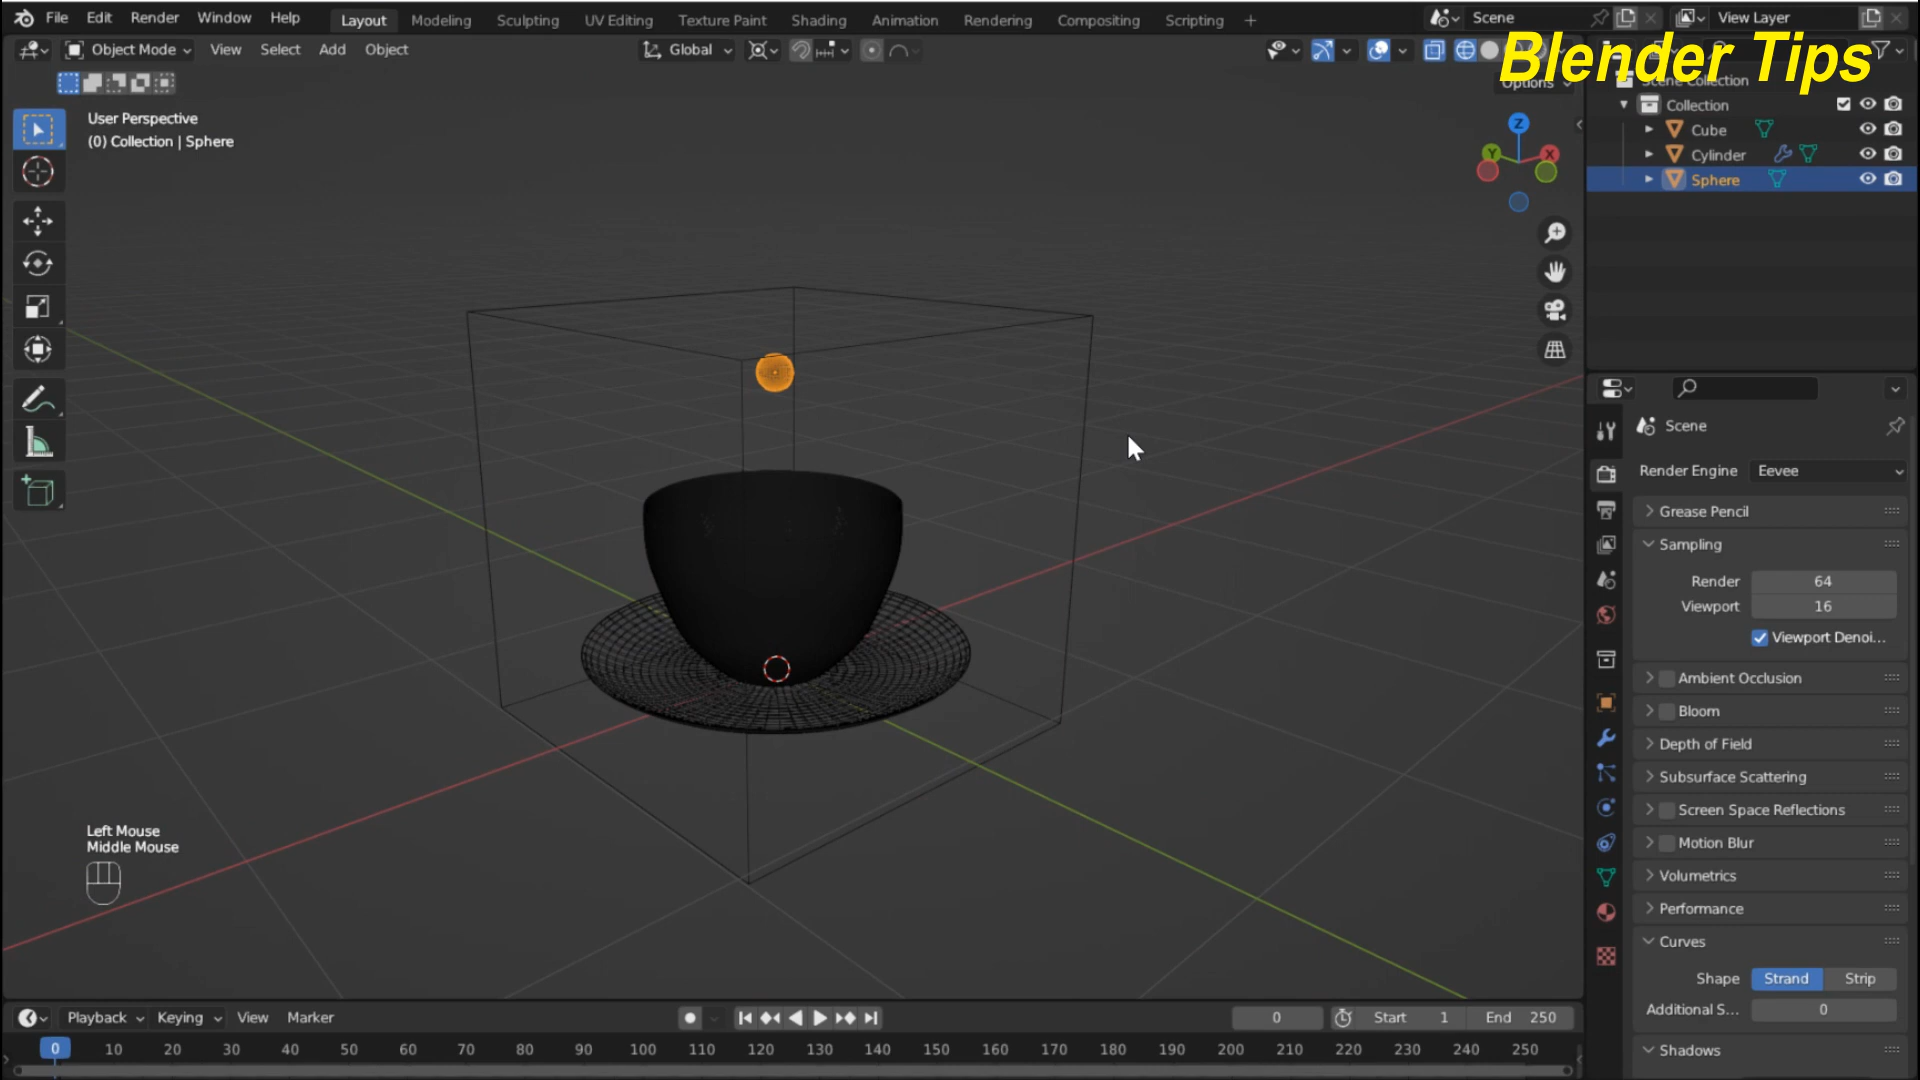 File Edit Render Window Help Layout Modeling Sculpting UV Editing Texture Paint Shading Animation Rendering Compositing Scripting + Scene View Layer
Object Mode View Select Add Object Global
Blender Tips
Options
Scene Collection
Collection
Cube
Cylinder
Sphere
User Perspective
(0) Collection | Sphere
Z
Y
X
Scene
Render Engine Eevee
Grease Pencil
Sampling
Render 64
Viewport 16
Viewport Denoi...
Ambient Occlusion
Bloom
Depth of Field
Subsurface Scattering
Screen Space Reflections
Motion Blur
Volumetrics
Performance
Curves
Shape Strand Strip
Additional S... 0
Shadows
Left Mouse
Middle Mouse
Playback Keying View Marker 0 Start 1 End 250
0 10 20 30 40 50 60 70 80 90 100 110 120 130 140 150 160 170 180 190 200 210 220 230 240 250